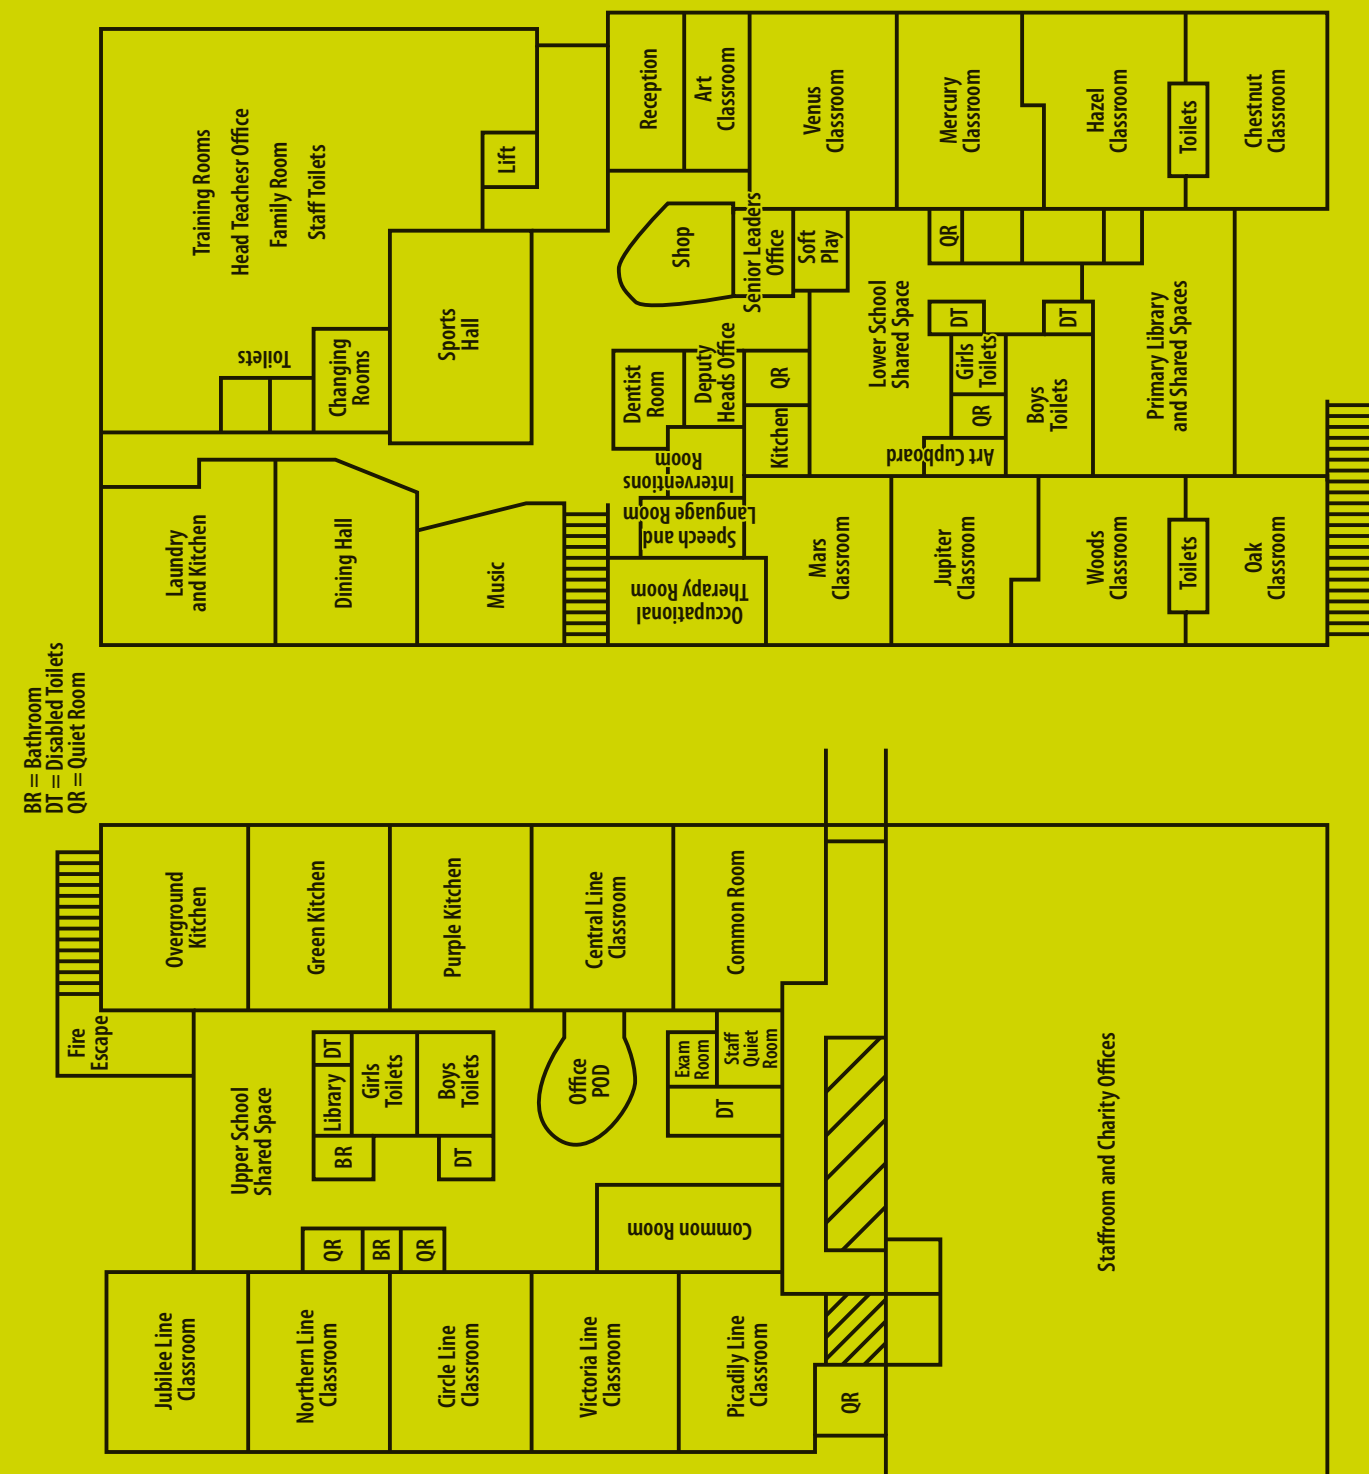 BR = Bathroom
DT = Disabled Toilets
QR = Quiet Room
Training Rooms
Head Teachesr Office
Family Room
Staff Toilets
Lift
Toilets
Changing
Rooms
Sports
Hall
Laundry
and Kitchen
Dining Hall
Music
Reception
Art
Classroom
Venus
Classroom
Mercury
Classroom
Hazel
Classroom
Toilets
Chestnut
Classroom
Shop
Senior Leaders
Office
Soft
Play
QR
Lower School
Shared Space
DT
DT
Girls
Toilets
QR
Boys
Toilets
Art Cupboard
Primary Library
and Shared Spaces
Dentist
Room
Deputy
Heads Office
QR
Kitchen
Interventions
Room
Speech and
Language Room
Occupational
Therapy Room
Mars
Classroom
Jupiter
Classroom
Woods
Classroom
Toilets
Oak
Classroom
Fire
Escape
Overground
Kitchen
Green Kitchen
Purple Kitchen
Central Line
Classroom
Common Room
Upper School
Shared Space
DT
Library
Girls
Toilets
Boys
Toilets
BR
DT
Office
POD
Exam
Room
Staff
Quiet
Room
DT
QR
BR
QR
Common Room
Jubilee Line
Classroom
Northern Line
Classroom
Circle Line
Classroom
Victoria Line
Classroom
Picadily Line
Classroom
QR
Staffroom and Charity Offices